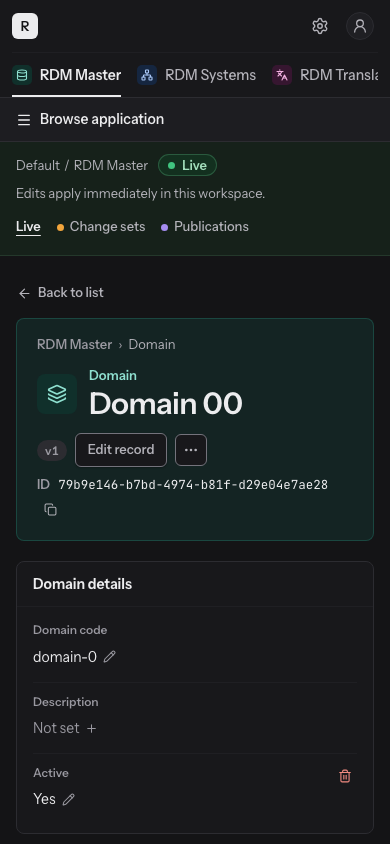 R
RDM Master RDM Systems RDM Transla
Browse application
Default / RDM Master Live
Edits apply immediately in this workspace.
Live Change sets Publications
Back to list
RDM Master › Domain
Domain
Domain 00
v1 Edit record ...
ID 79b9e146-b7bd-4974-b81f-d29e04e7ae28
Domain details
Domain code
domain-0
Description
Not set
Active
Yes